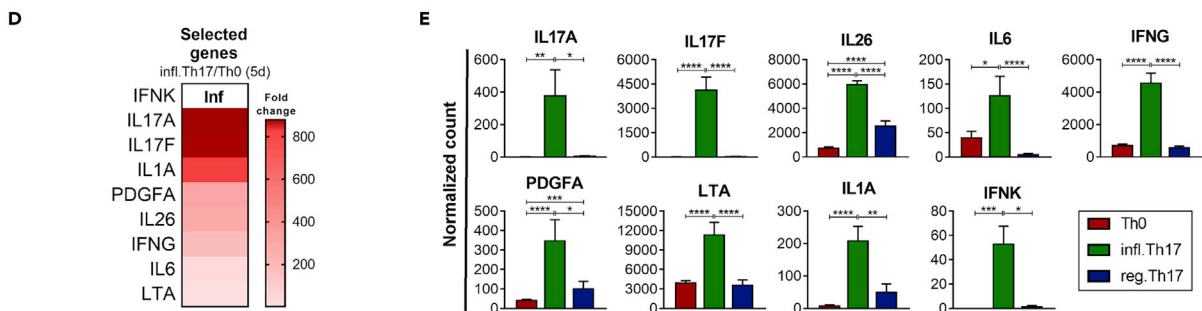 D
Selected
genes
infl.Th17/Th0 (5d)
IFNK
IL17A
IL17F
IL1A
PDGFA
IL26
IFNG
IL6
LTA
Inf
Fold
change
800
600
400
200
E
Normalized count
IL17A
600
400
200
0
** *
IL17F
6000
4500
3000
1500
0
**** ****
IL26
8000
6000
4000
2000
0
****
**** ****
IL6
200
150
100
50
0
* ****
IFNG
6000
4000
2000
0
**** ****
PDGFA
500
400
300
200
100
0
***
**** *
LTA
15000
12000
9000
6000
3000
0
**** ****
IL1A
300
200
100
0
**** **
IFNK
80
60
40
20
0
*** *
Th0
infl.Th17
reg.Th17